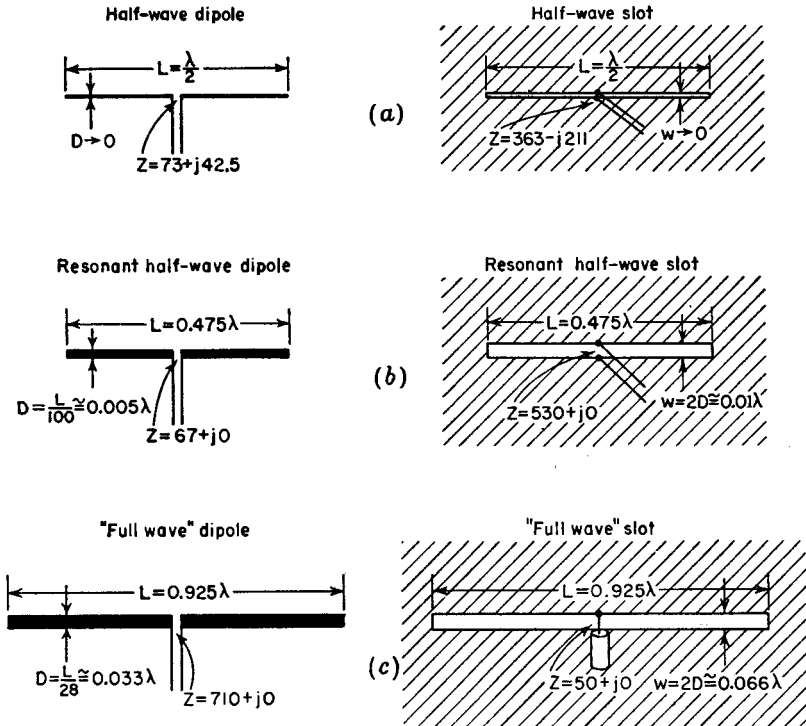 Half-wave dipole
L=λ/2
D→0
Z=73+j42.5
(a)
Half-wave slot
L=λ/2
Z=363-j211
w→0
Resonant half-wave dipole
L=0.475λ
D=L/100≅0.005λ
Z=67+j0
(b)
Resonant half-wave slot
L=0.475λ
Z=530+j0
w=2D≅0.01λ
"Full wave" dipole
L=0.925λ
D=L/28≅0.033λ
Z=710+j0
(c)
"Full wave" slot
L=0.925λ
Z=50+j0
w=2D≅0.066λ